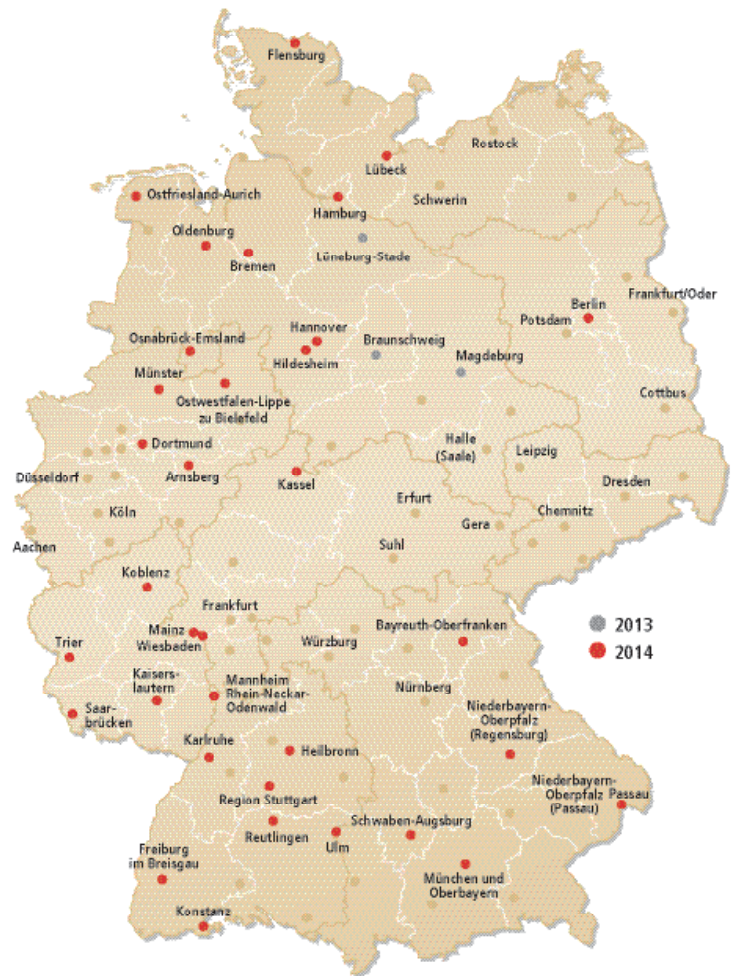 Flensburg
Rostock
Lübeck
Ostfriesland-Aurich
Schwerin
Hamburg
Oldenburg
Lüneburg-Stade
Bremen
Frankfurt/Oder
Berlin
Potsdam
Hannover
Osnabrück-Emsland
Braunschweig
Magdeburg
Hildesheim
Münster
Cottbus
Ostwestfalen-Lippe
zu Bielefeld
Dortmund
Halle
(Saale)
Leipzig
Düsseldorf
Arnsberg
Kassel
Dresden
Erfurt
Köln
Chemnitz
Gera
Aachen
Suhl
Koblenz
Frankfurt
2013
Bayreuth-Oberfranken
Mainz
Wiesbaden
Trier
Würzburg
2014
Kaisers-
lautern
Mannheim
Rhein-Neckar-
Odenwald
Nürnberg
Saar-
brücken
Niederbayern-
Oberpfalz
(Regensburg)
Karlsruhe
Heilbronn
Niederbayern-
Oberpfalz Passau
(Passau)
Region Stuttgart
Schwaben-Augsburg
Reutlingen
Ulm
Freiburg
im Breisgau
München und
Oberbayern
Konstanz